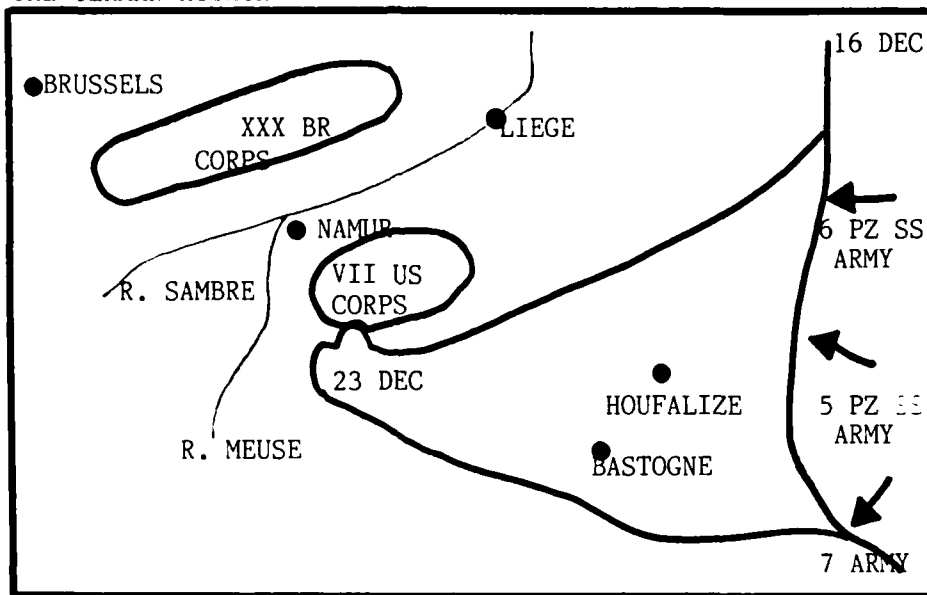 16 DEC
BRUSSELS
XXX BR
CORPS
LIEGE
6 PZ SS
ARMY
NAMUR
R. SAMBRE
VII US
CORPS
23 DEC
HOUFALIZE
5 PZ SS
ARMY
R. MEUSE
BASTOGNE
7 ARMY